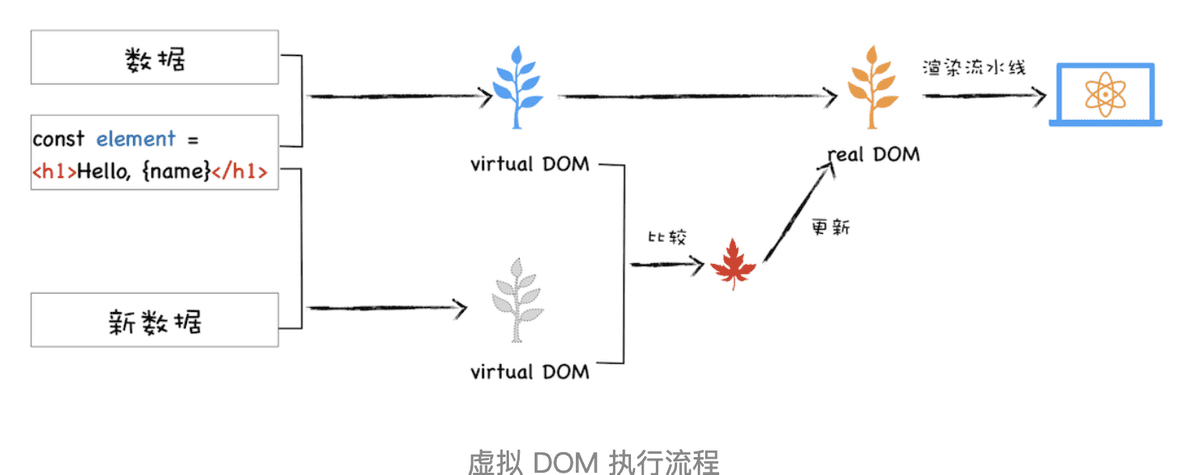 数据
const element =
<h1>Hello, {name}</h1>
新数据
virtual DOM
virtual DOM
比较
更新
real DOM
渲染流水线
虚拟 DOM 执行流程